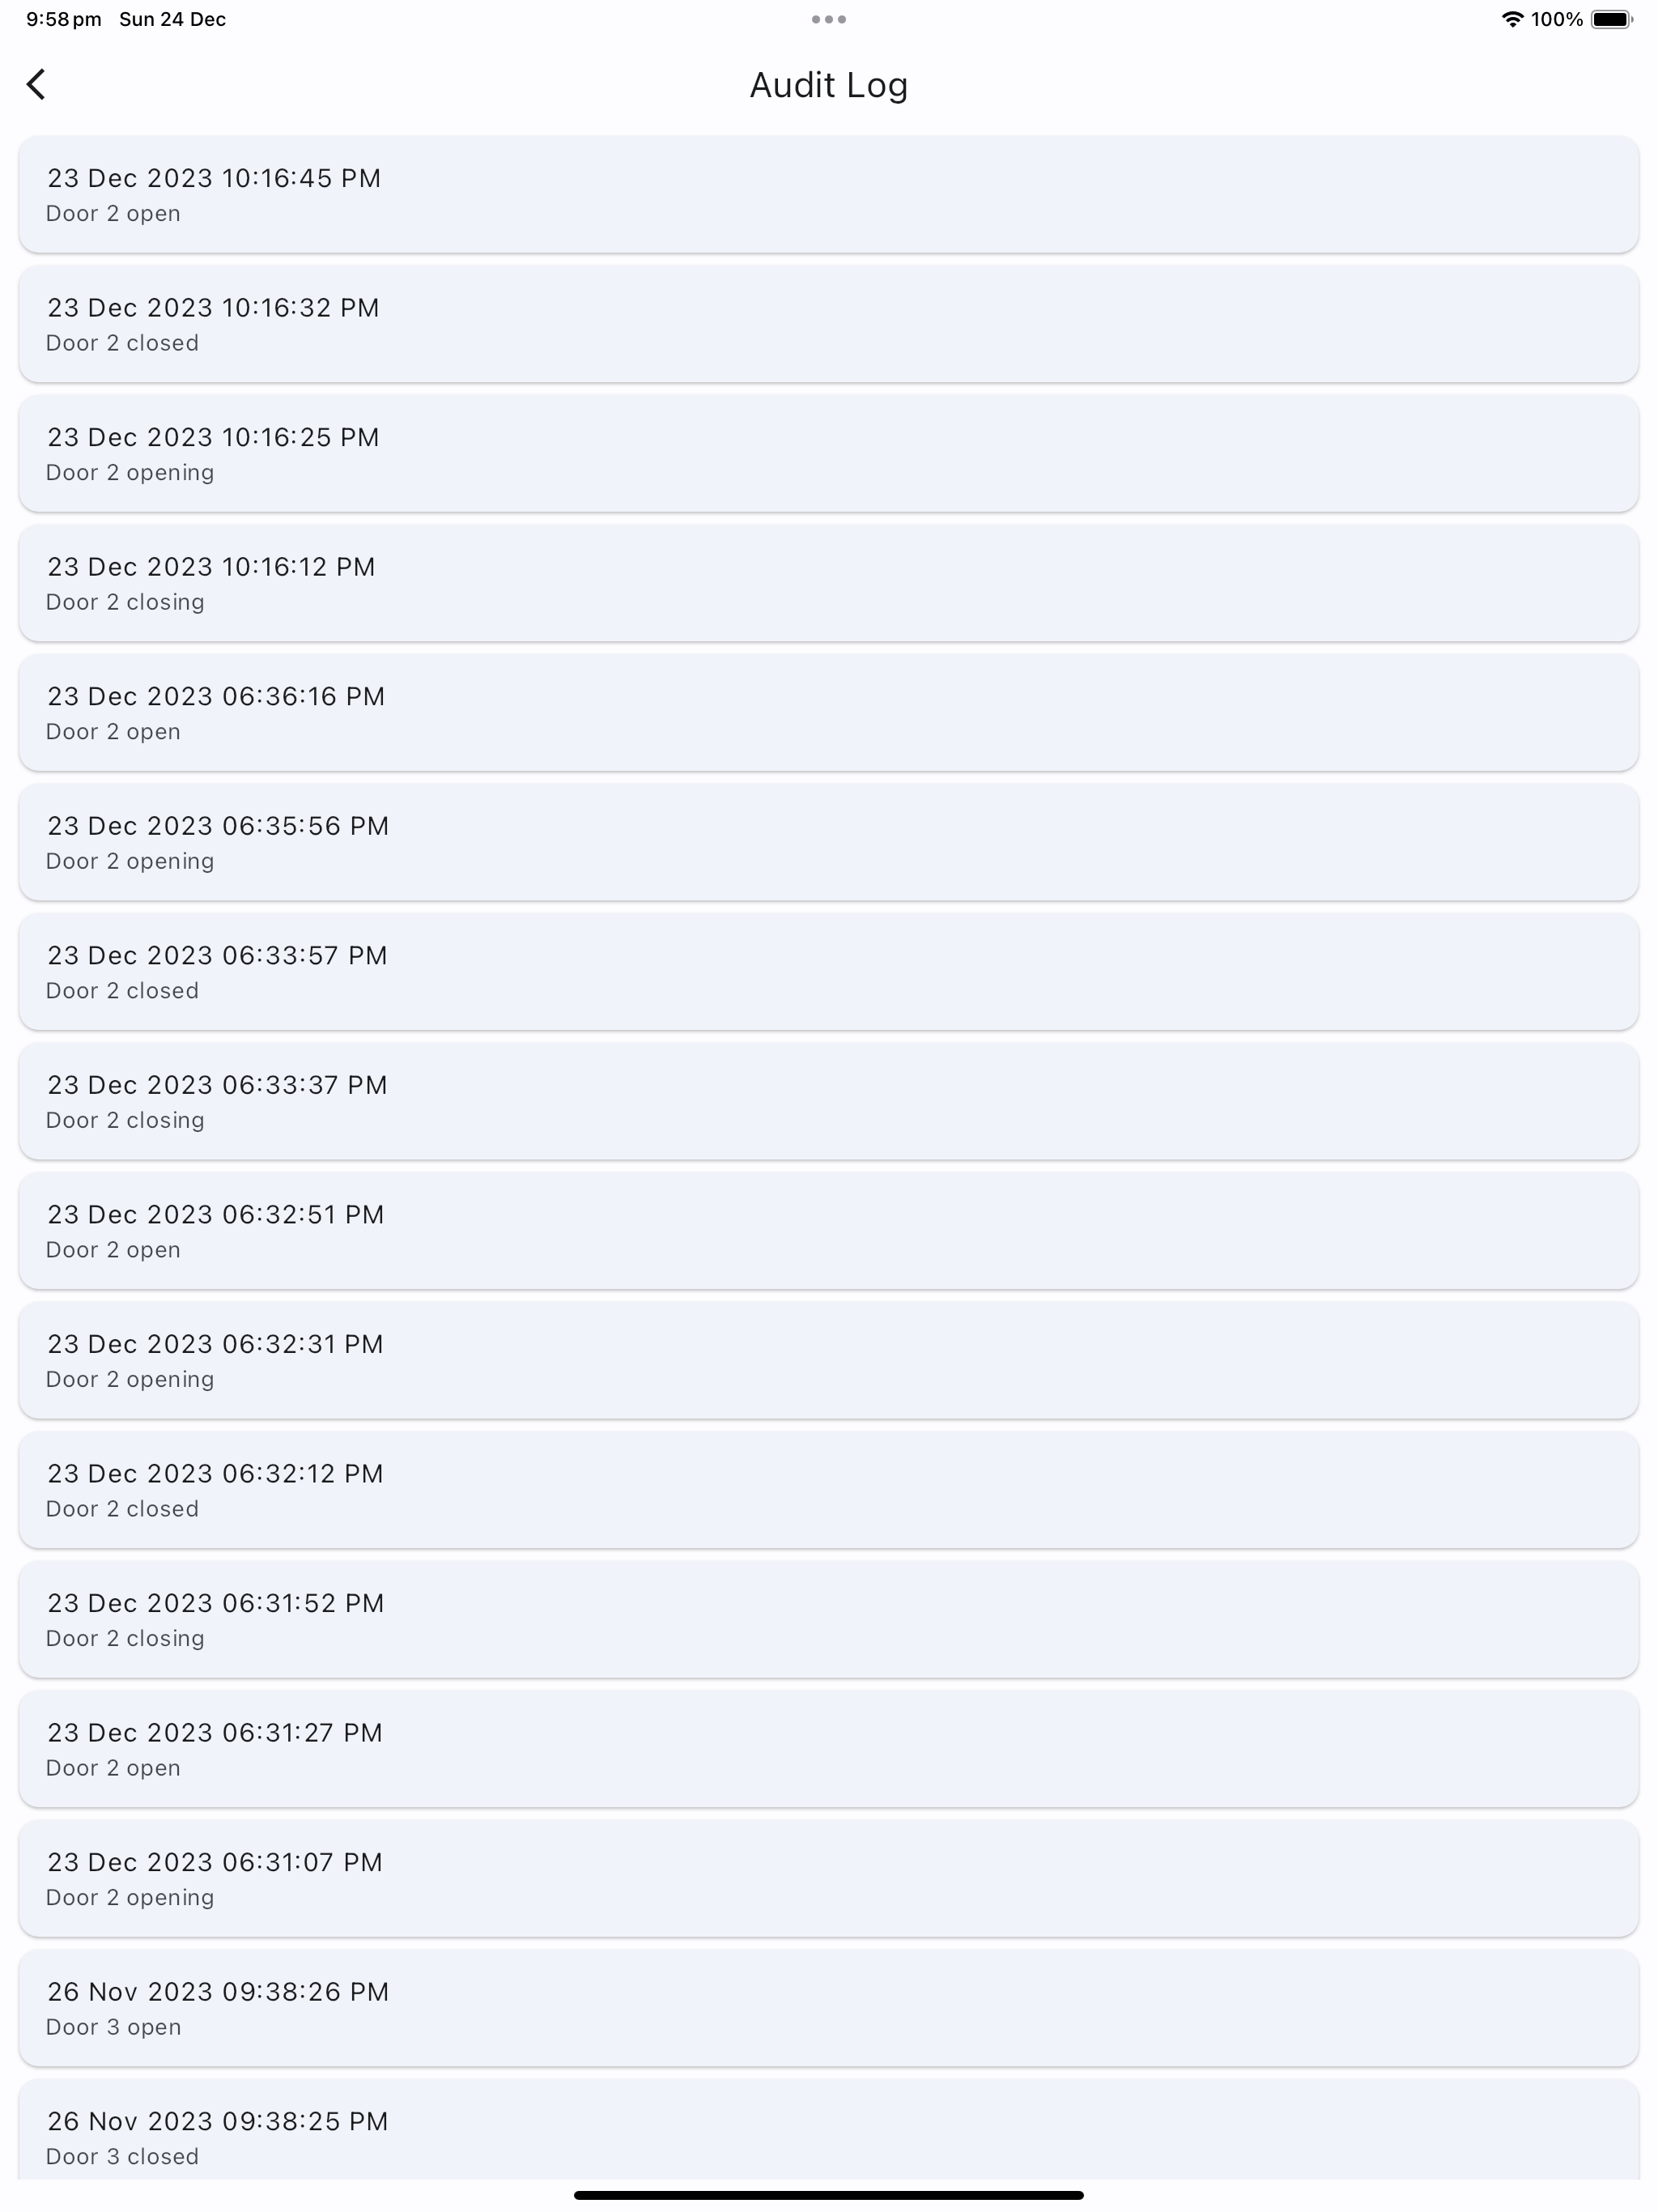 9:58 pm Sun 24 Dec
100%
Audit Log
23 Dec 2023 10:16:45 PM
Door 2 open
23 Dec 2023 10:16:32 PM
Door 2 closed
23 Dec 2023 10:16:25 PM
Door 2 opening
23 Dec 2023 10:16:12 PM
Door 2 closing
23 Dec 2023 06:36:16 PM
Door 2 open
23 Dec 2023 06:35:56 PM
Door 2 opening
23 Dec 2023 06:33:57 PM
Door 2 closed
23 Dec 2023 06:33:37 PM
Door 2 closing
23 Dec 2023 06:32:51 PM
Door 2 open
23 Dec 2023 06:32:31 PM
Door 2 opening
23 Dec 2023 06:32:12 PM
Door 2 closed
23 Dec 2023 06:31:52 PM
Door 2 closing
23 Dec 2023 06:31:27 PM
Door 2 open
23 Dec 2023 06:31:07 PM
Door 2 opening
26 Nov 2023 09:38:26 PM
Door 3 open
26 Nov 2023 09:38:25 PM
Door 3 closed